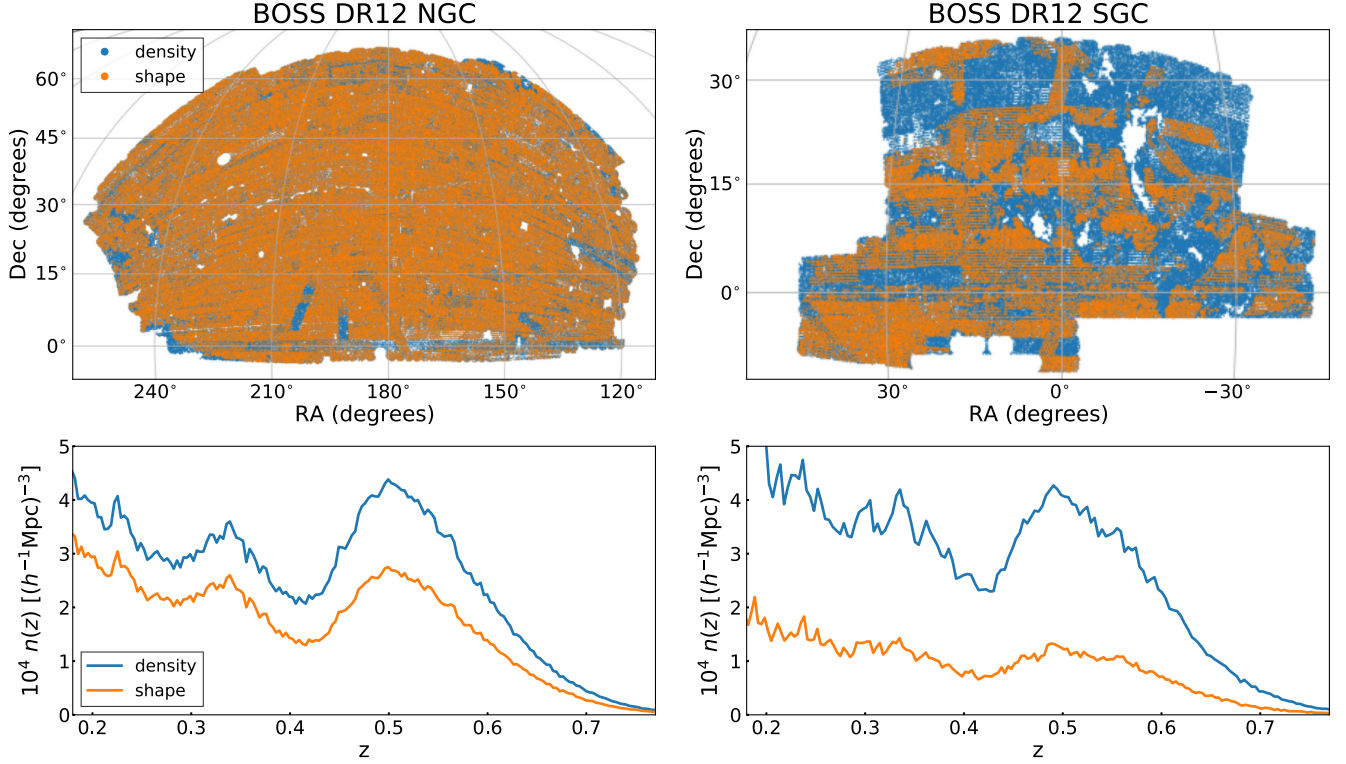 BOSS DR12 NGC
density
shape
60°
45°
30°
15°
0°
Dec (degrees)
240
210
180
150°
120
RA (degrees)
BOSS DR12 SGC
30°
15°
0°
Dec (degrees)
30°
0°
−30°
RA (degrees)
5
4
3
2
1
0
10⁴ n(z) [(h⁻¹Mpc)⁻³]
density
shape
0.2
0.3
0.4
0.5
0.6
0.7
z
5
4
3
2
1
0
10⁴ n(z) [(h⁻¹Mpc)⁻³]
0.2
0.3
0.4
0.5
0.6
0.7
z